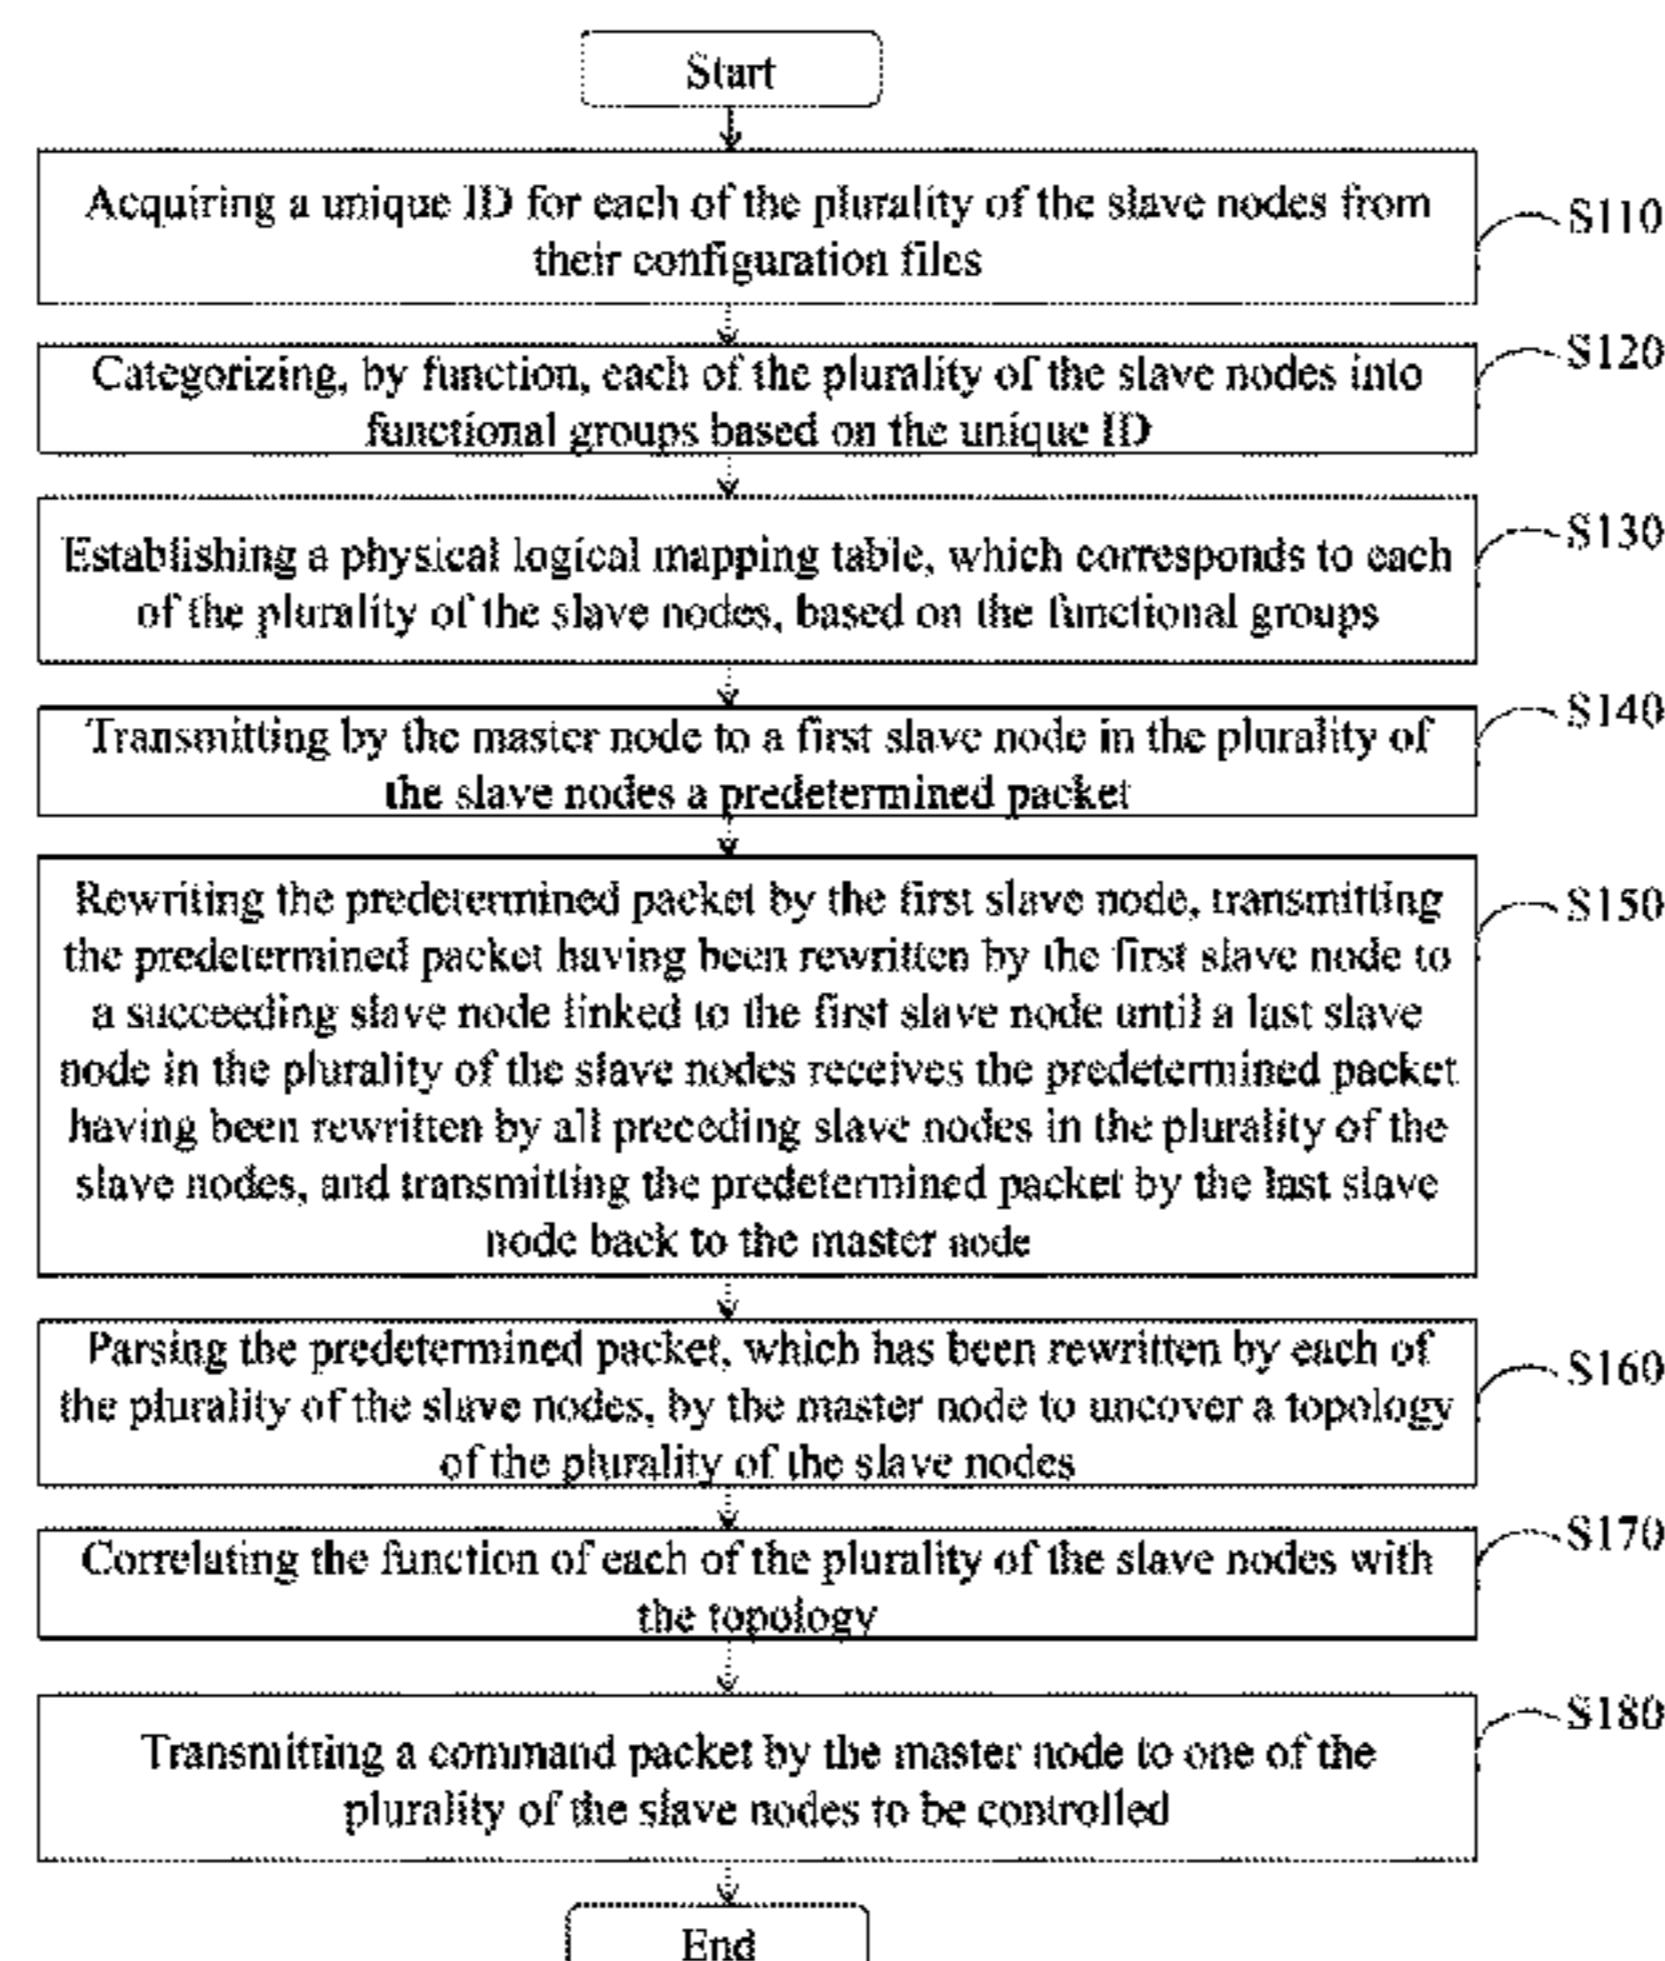 Start
Acquiring a unique ID for each of the plurality of the slave nodes from
their configuration files
S110
Categorizing, by function, each of the plurality of the slave nodes into
functional groups based on the unique ID
S120
Establishing a physical logical mapping table, which corresponds to each
of the plurality of the slave nodes, based on the functional groups
S130
Transmitting by the master node to a first slave node in the plurality of
the slave nodes a predetermined packet
S140
Rewriting the predetermined packet by the first slave node, transmitting
the predetermined packet having been rewritten by the first slave node to
a succeeding slave node linked to the first slave node until a last slave
node in the plurality of the slave nodes receives the predetermined packet
having been rewritten by all preceding slave nodes in the plurality of the
slave nodes, and transmitting the predetermined packet by the last slave
node back to the master node
S150
Parsing the predetermined packet, which has been rewritten by each of
the plurality of the slave nodes, by the master node to uncover a topology
of the plurality of the slave nodes
S160
Correlating the function of each of the plurality of the slave nodes with
the topology
S170
Transmitting a command packet by the master node to one of the
plurality of the slave nodes to be controlled
S180
End